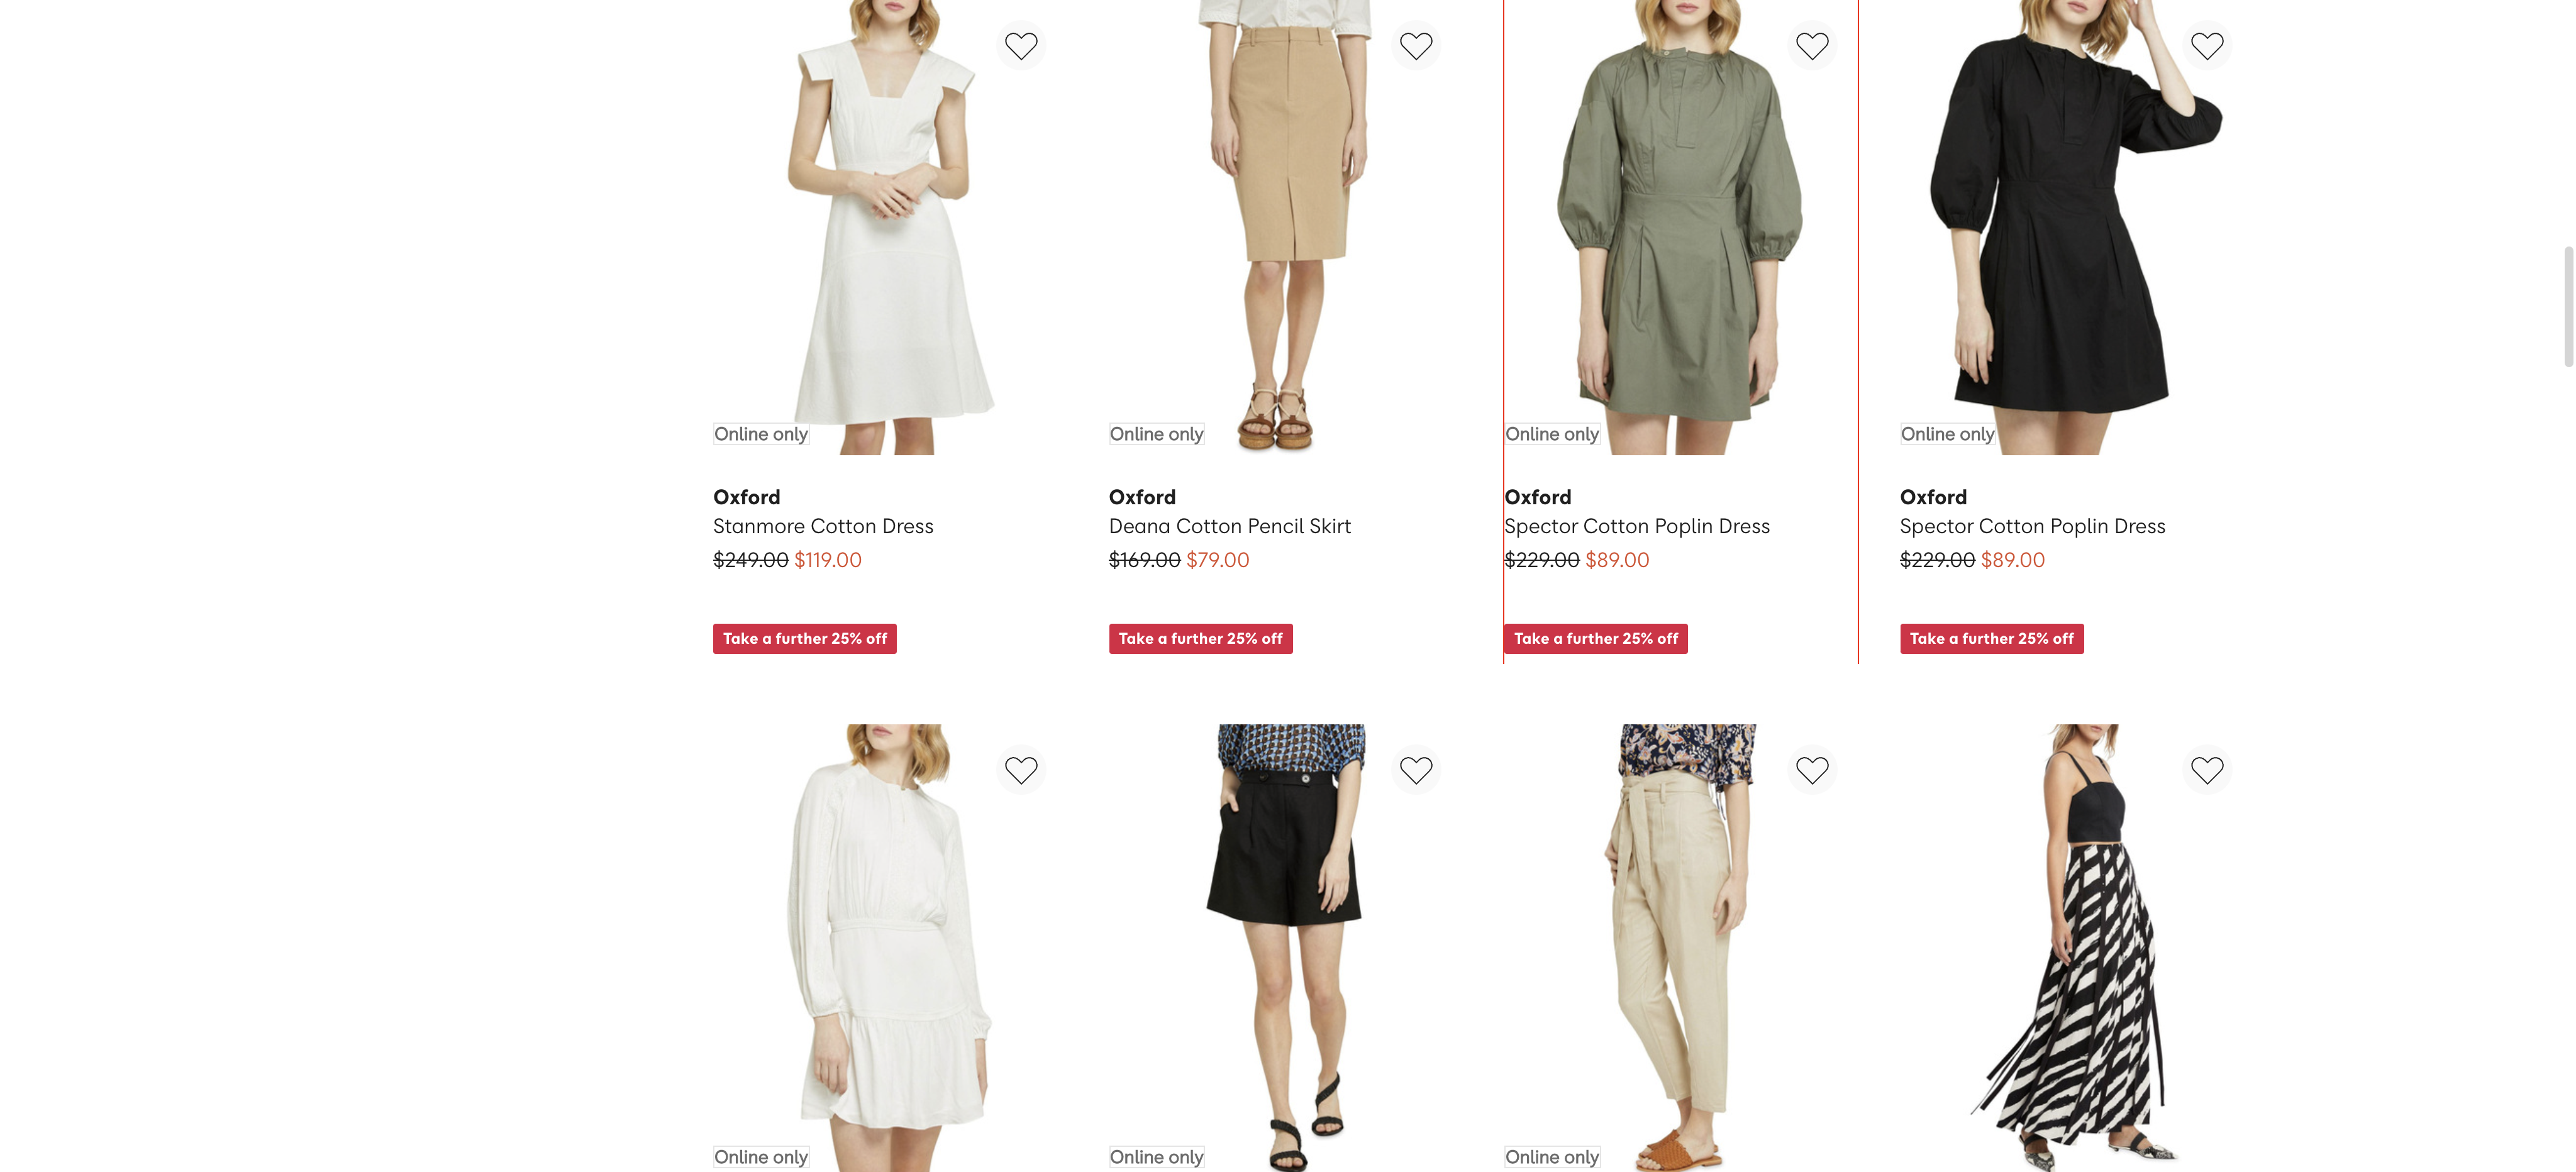 Online only
Online only
Online only
Online only
Oxford
Stanmore Cotton Dress
$249.00 $119.00
Take a further 25% off
Oxford
Deana Cotton Pencil Skirt
$169.00 $79.00
Take a further 25% off
Oxford
Spector Cotton Poplin Dress
$229.00 $89.00
Take a further 25% off
Oxford
Spector Cotton Poplin Dress
$229.00 $89.00
Take a further 25% off
Online only
Online only
Online only